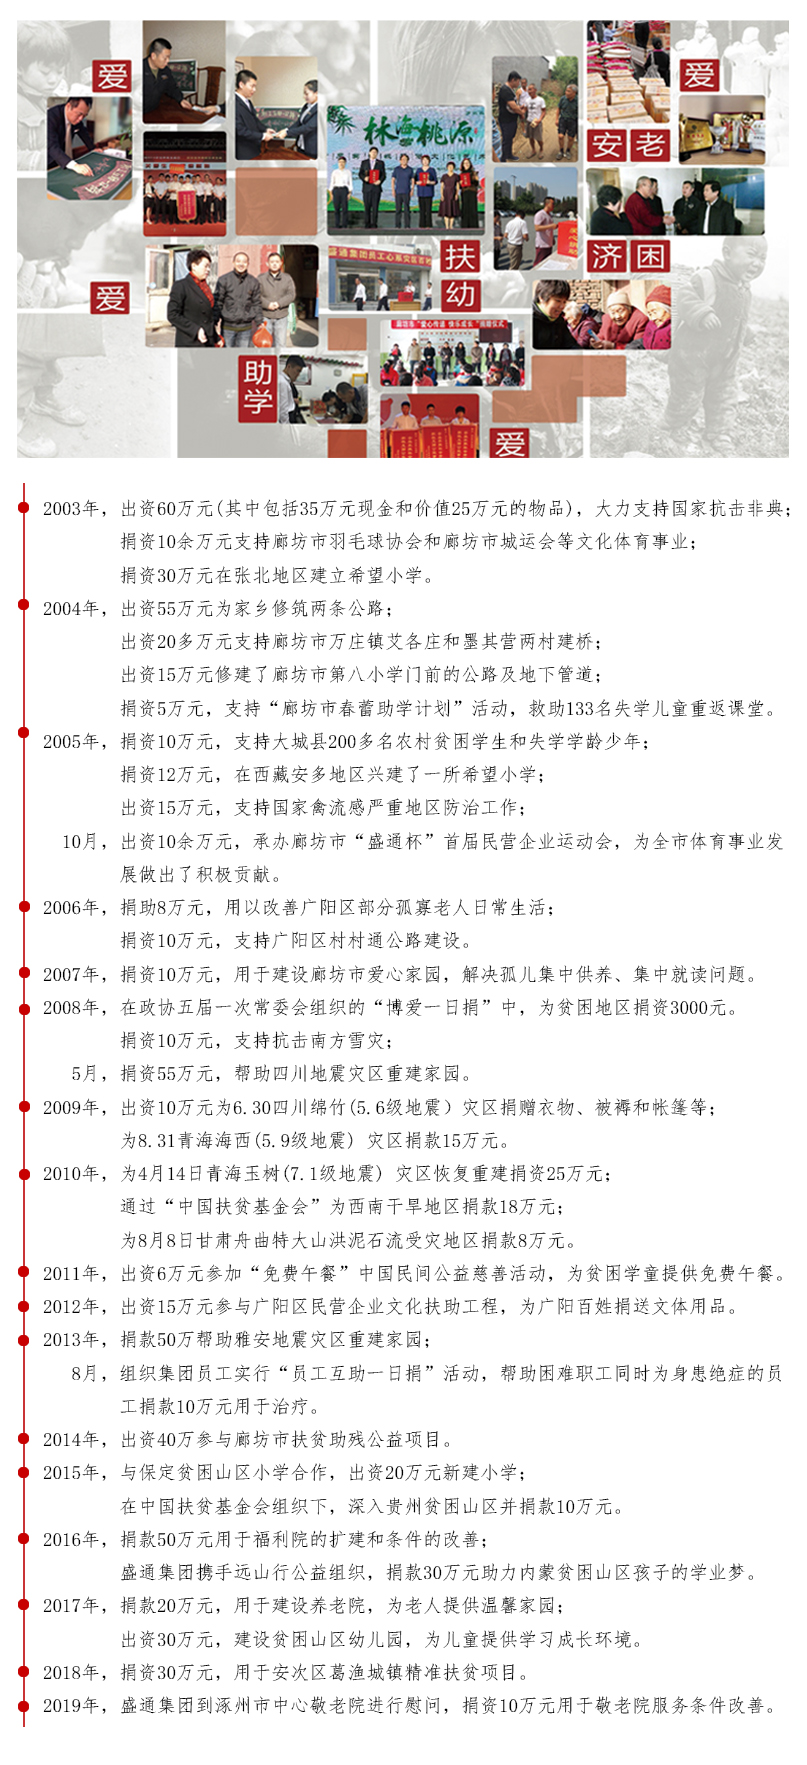 爱
爱
安老
林海桃源
扶幼
济困
爱
盛通集团员工心系灾区
廊坊市“爱心传递 快乐成长”捐赠仪式
助学
爱
2003年，出资60万元(其中包括35万元现金和价值25万元的物品)，大力支持国家抗击非典；
捐资10余万元支持廊坊市羽毛球协会和廊坊市城运会等文化体育事业；
捐资30万元在张北地区建立希望小学。
2004年，出资55万元为家乡修筑两条公路；
出资20多万元支持廊坊市万庄镇艾各庄和墨其营两村建桥；
出资15万元修建了廊坊市第八小学门前的公路及地下管道；
捐资5万元，支持“廊坊市春蕾助学计划”活动，救助133名失学儿童重返课堂。
2005年，捐资10万元，支持大城县200多名农村贫困学生和失学学龄少年；
捐资12万元，在西藏安多地区兴建了一所希望小学；
出资15万元，支持国家禽流感严重地区防治工作；
10月，出资10余万元，承办廊坊市“盛通杯”首届民营企业运动会，为全市体育事业发
展做出了积极贡献。
2006年，捐助8万元，用以改善广阳区部分孤寡老人日常生活；
捐资10万元，支持广阳区村村通公路建设。
2007年，捐资10万元，用于建设廊坊市爱心家园，解决孤儿集中供养、集中就读问题。
2008年，在政协五届一次常委会组织的“博爱一日捐”中，为贫困地区捐资3000元。
捐资10万元，支持抗击南方雪灾；
5月，捐资55万元，帮助四川地震灾区重建家园。
2009年，出资10万元为6.30四川绵竹(5.6级地震）灾区捐赠衣物、被褥和帐篷等；
为8.31青海海西(5.9级地震) 灾区捐款15万元。
2010年，为4月14日青海玉树(7.1级地震) 灾区恢复重建捐资25万元；
通过“中国扶贫基金会”为西南干旱地区捐款18万元；
为8月8日甘肃舟曲特大山洪泥石流受灾地区捐款8万元。
2011年，出资6万元参加“免费午餐”中国民间公益慈善活动，为贫困学童提供免费午餐。
2012年，出资15万元参与广阳区民营企业文化扶助工程，为广阳百姓捐送文体用品。
2013年，捐款50万帮助雅安地震灾区重建家园；
8月，组织集团员工实行“员工互助一日捐”活动，帮助困难职工同时为身患绝症的员
工捐款10万元用于治疗。
2014年，出资40万参与廊坊市扶贫助残公益项目。
2015年，与保定贫困山区小学合作，出资20万元新建小学；
在中国扶贫基金会组织下，深入贵州贫困山区并捐款10万元。
2016年，捐款50万元用于福利院的扩建和条件的改善；
盛通集团携手远山行公益组织，捐款30万元助力内蒙贫困山区孩子的学业梦。
2017年，捐款20万元，用于建设养老院，为老人提供温馨家园；
出资30万元，建设贫困山区幼儿园，为儿童提供学习成长环境。
2018年，捐资30万元，用于安次区葛渔城镇精准扶贫项目。
2019年，盛通集团到涿州市中心敬老院进行慰问，捐资10万元用于敬老院服务条件改善。